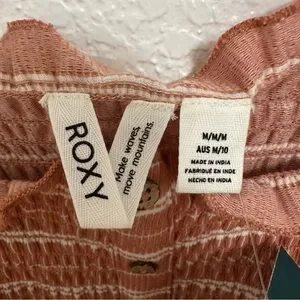 ROXY
Make waves,
move mountains.
M/M/M
AUS M/10
MADE IN INDIA
FABRIQUÉ EN INDE
HECHO EN INDIA